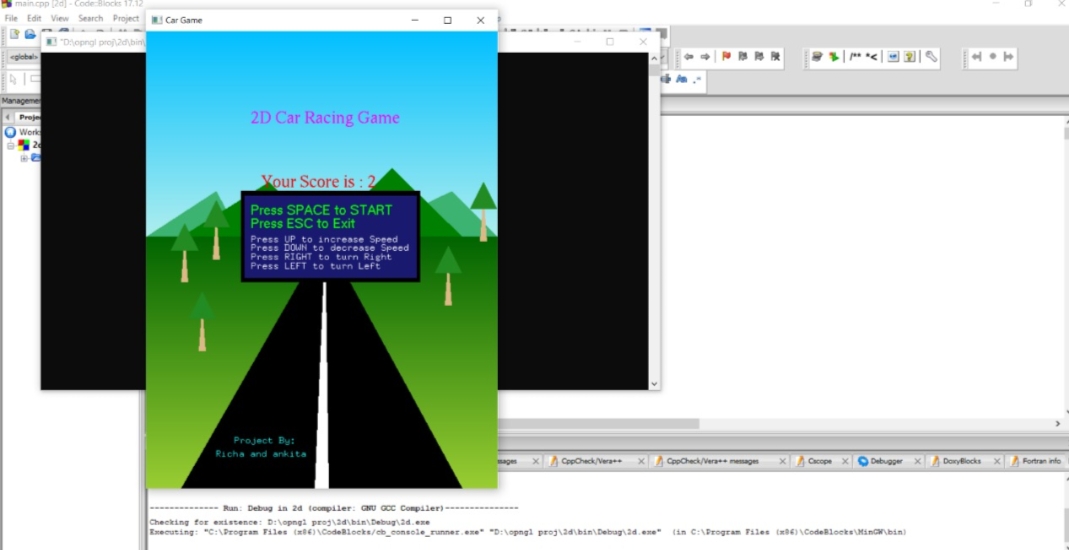 main.cpp [2d] - Code::Blocks 17.12
File Edit View Search Project
"D:\opngl proj\2d\bin\
Car Game
<global>
/** *<
Projec
2D Car Racing Game
Your Score is : 2
Press SPACE to START
Press ESC to Exit
Press UP to increase Speed
Press DOWN to decrease Speed
Press RIGHT to turn Right
Press LEFT to turn Left
Project By:
Richa and ankita
CppCheck/Vera++
CppCheck/Vera++ messages
Cscope
Debugger
DoxyBlocks
Fortran info
-------------- Run: Debug in 2d (compiler: GNU GCC Compiler)---------------
Checking for existence: D:\opngl proj\2d\bin\Debug\2d.exe
Executing: "C:\Program Files (x86)\CodeBlocks/cb_console_runner.exe" "D:\opngl proj\2d\bin\Debug\2d.exe"  (in C:\Program Files (x86)\CodeBlocks\MinGW\bin)